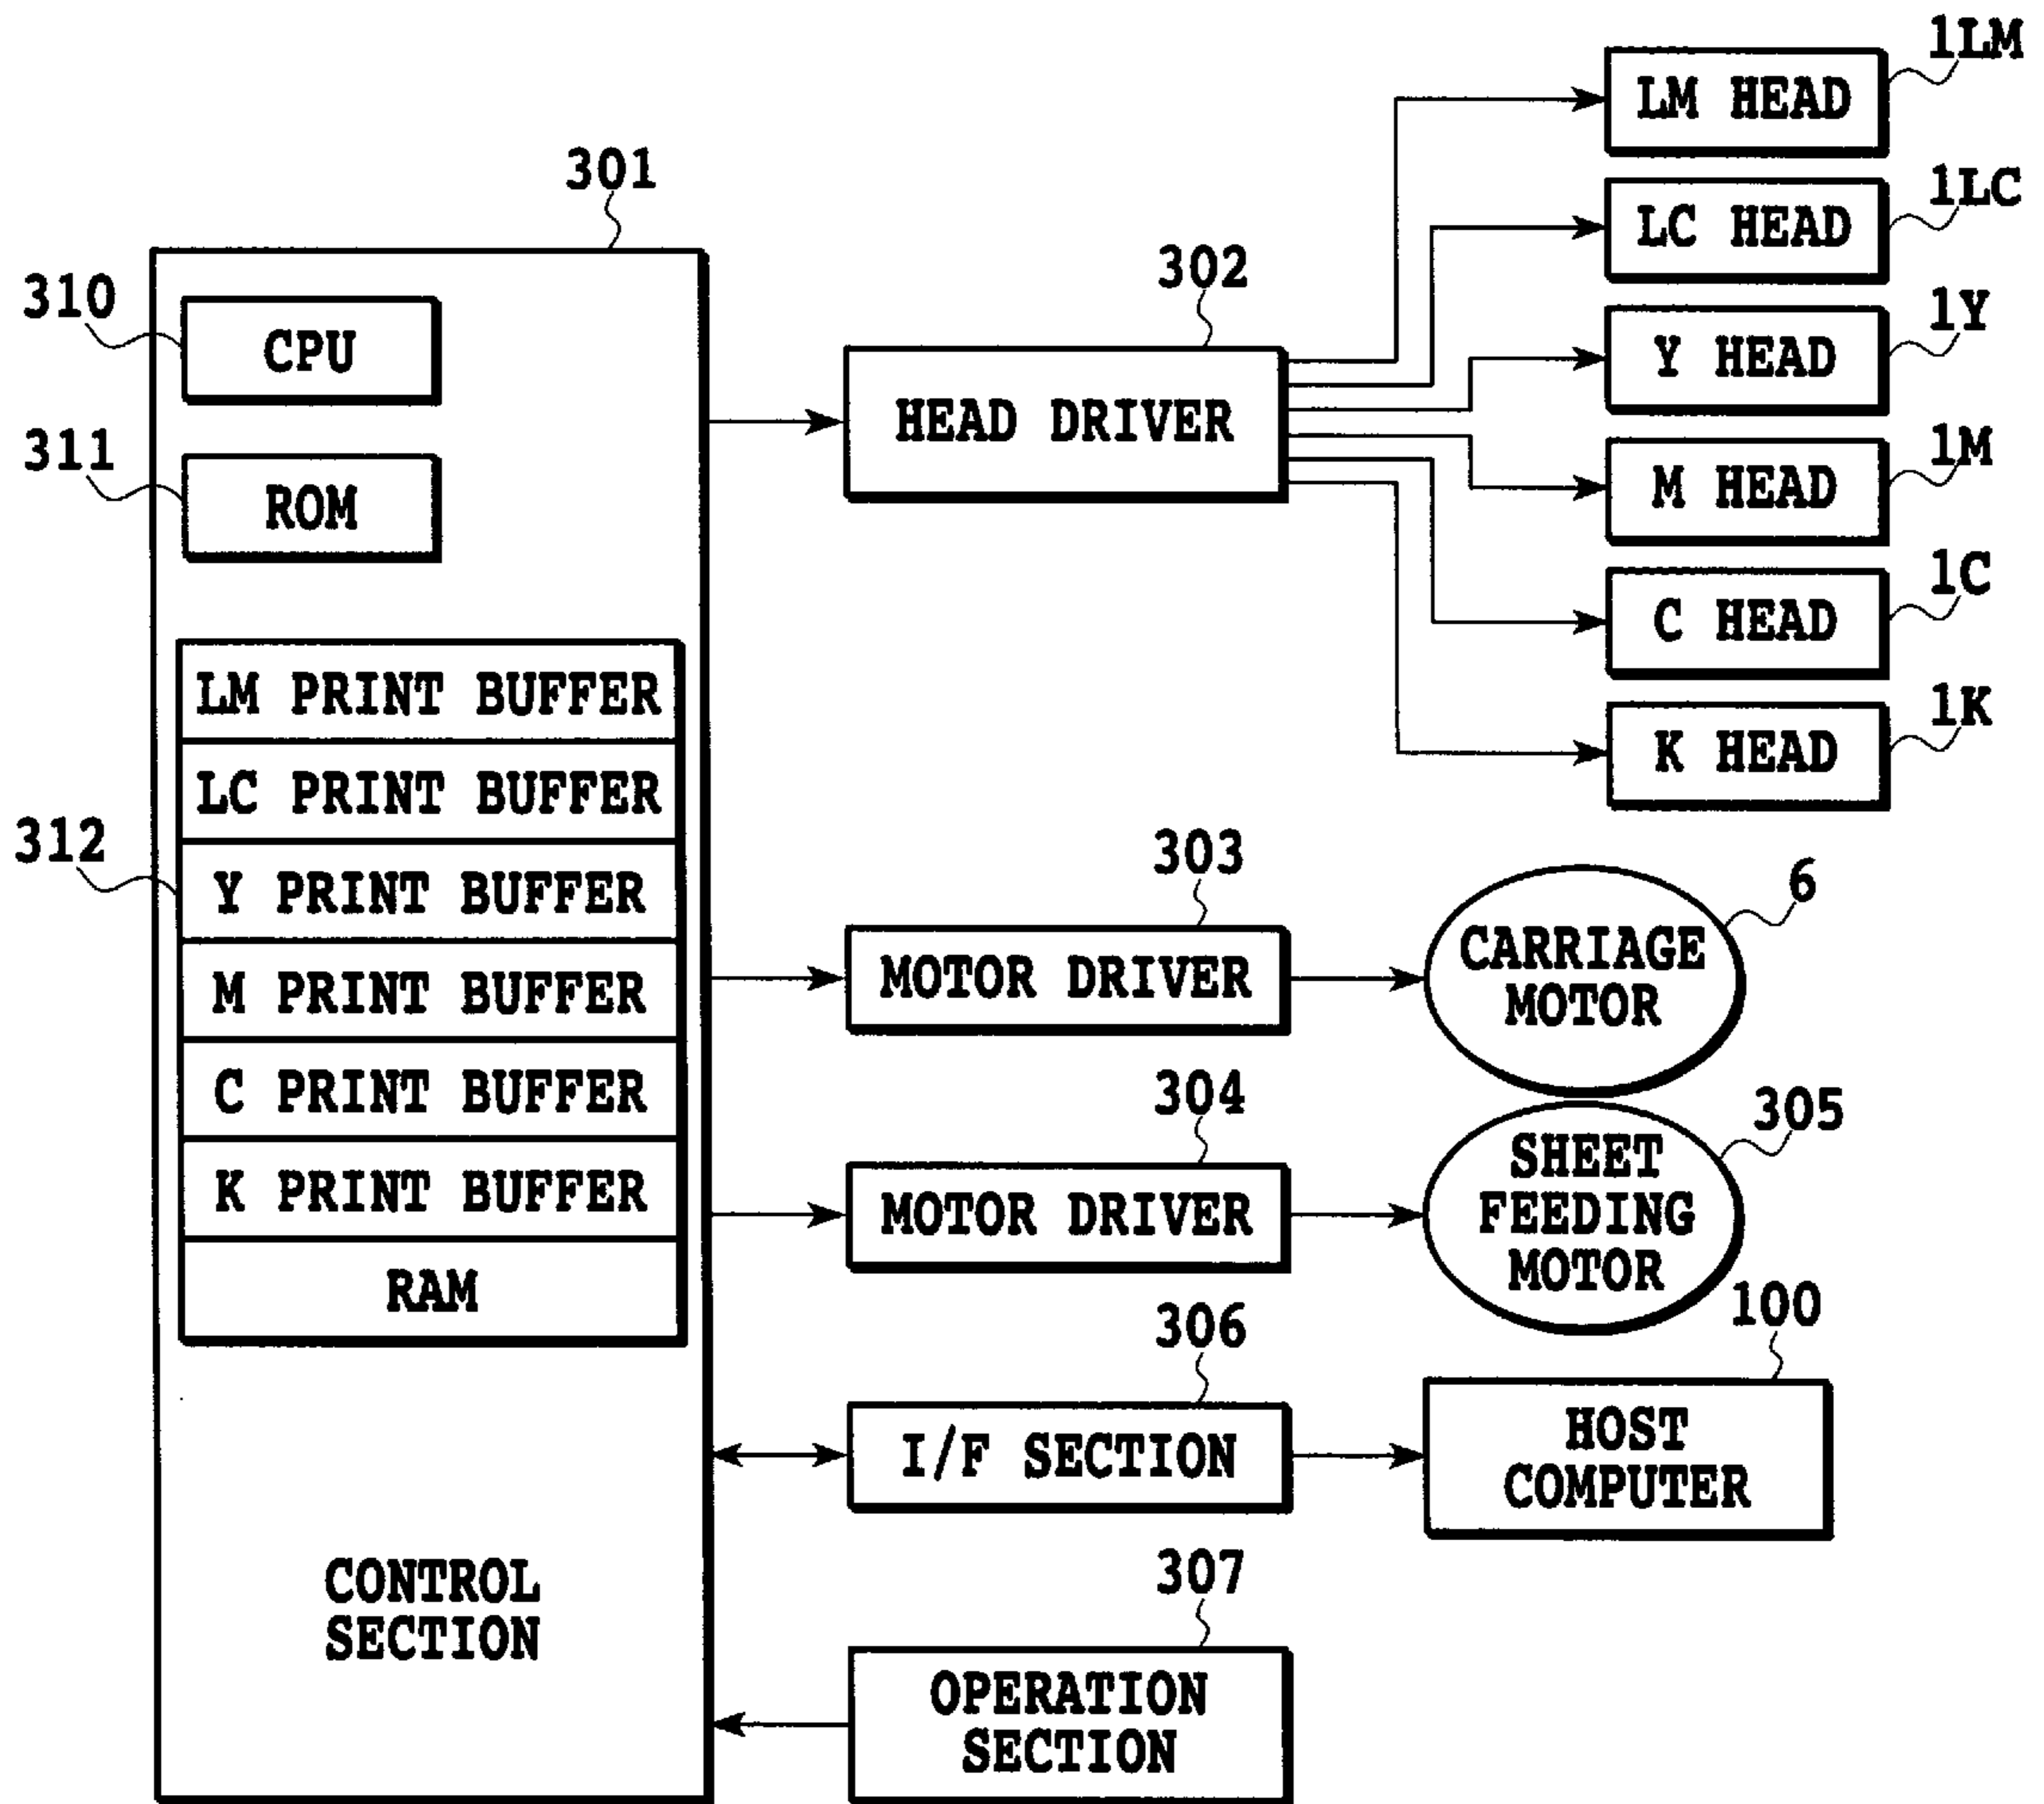 301
310
CPU
311
ROM
LM PRINT BUFFER
LC PRINT BUFFER
312
Y PRINT BUFFER
M PRINT BUFFER
C PRINT BUFFER
K PRINT BUFFER
RAM
CONTROL
SECTION
302
HEAD DRIVER
1LM
LM HEAD
1LC
LC HEAD
1Y
Y HEAD
1M
M HEAD
1C
C HEAD
1K
K HEAD
303
MOTOR DRIVER
6
CARRIAGE
MOTOR
304
MOTOR DRIVER
305
SHEET
FEEDING
MOTOR
306
I/F SECTION
100
HOST
COMPUTER
307
OPERATION
SECTION